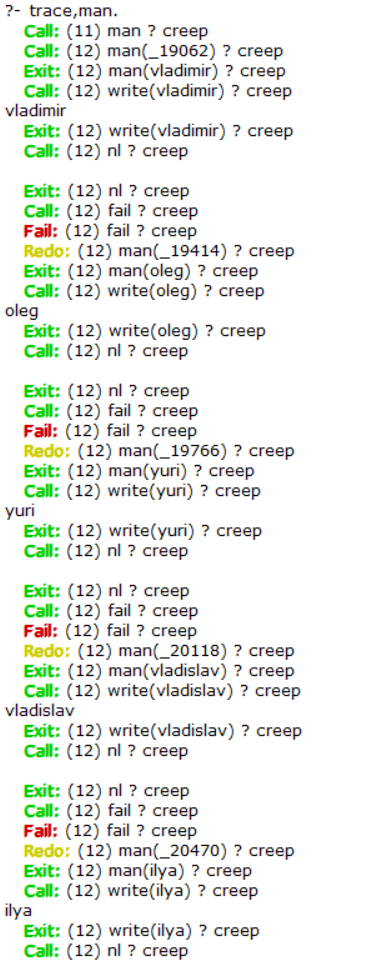 ?- trace,man.
Call: (11) man ? creep
Call: (12) man(_19062) ? creep
Exit: (12) man(vladimir) ? creep
Call: (12) write(vladimir) ? creep
vladimir
Exit: (12) write(vladimir) ? creep
Call: (12) nl ? creep
Exit: (12) nl ? creep
Call: (12) fail ? creep
Fail: (12) fail ? creep
Redo: (12) man(_19414) ? creep
Exit: (12) man(oleg) ? creep
Call: (12) write(oleg) ? creep
oleg
Exit: (12) write(oleg) ? creep
Call: (12) nl ? creep
Exit: (12) nl ? creep
Call: (12) fail ? creep
Fail: (12) fail ? creep
Redo: (12) man(_19766) ? creep
Exit: (12) man(yuri) ? creep
Call: (12) write(yuri) ? creep
yuri
Exit: (12) write(yuri) ? creep
Call: (12) nl ? creep
Exit: (12) nl ? creep
Call: (12) fail ? creep
Fail: (12) fail ? creep
Redo: (12) man(_20118) ? creep
Exit: (12) man(vladislav) ? creep
Call: (12) write(vladislav) ? creep
vladislav
Exit: (12) write(vladislav) ? creep
Call: (12) nl ? creep
Exit: (12) nl ? creep
Call: (12) fail ? creep
Fail: (12) fail ? creep
Redo: (12) man(_20470) ? creep
Exit: (12) man(ilya) ? creep
Call: (12) write(ilya) ? creep
ilya
Exit: (12) write(ilya) ? creep
Call: (12) nl ? creep